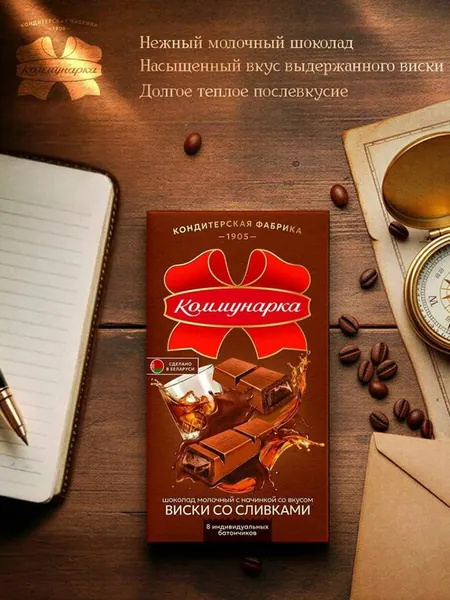 КОНДИТЕРСКАЯ ФАБРИКА
1905
Коммунарка
Нежный молочный шоколад
Насыщенный вкус выдержанного виски
Долгое теплое послевкусие
КОНДИТЕРСКАЯ ФАБРИКА
–1905–
Коммунарка
СДЕЛАНО
В БЕЛАРУСИ
ШОКОЛАД МОЛОЧНЫЙ С НАЧИНКОЙ СО ВКУСОМ
ВИСКИ СО СЛИВКАМИ
8 индивидуальных
батончиков